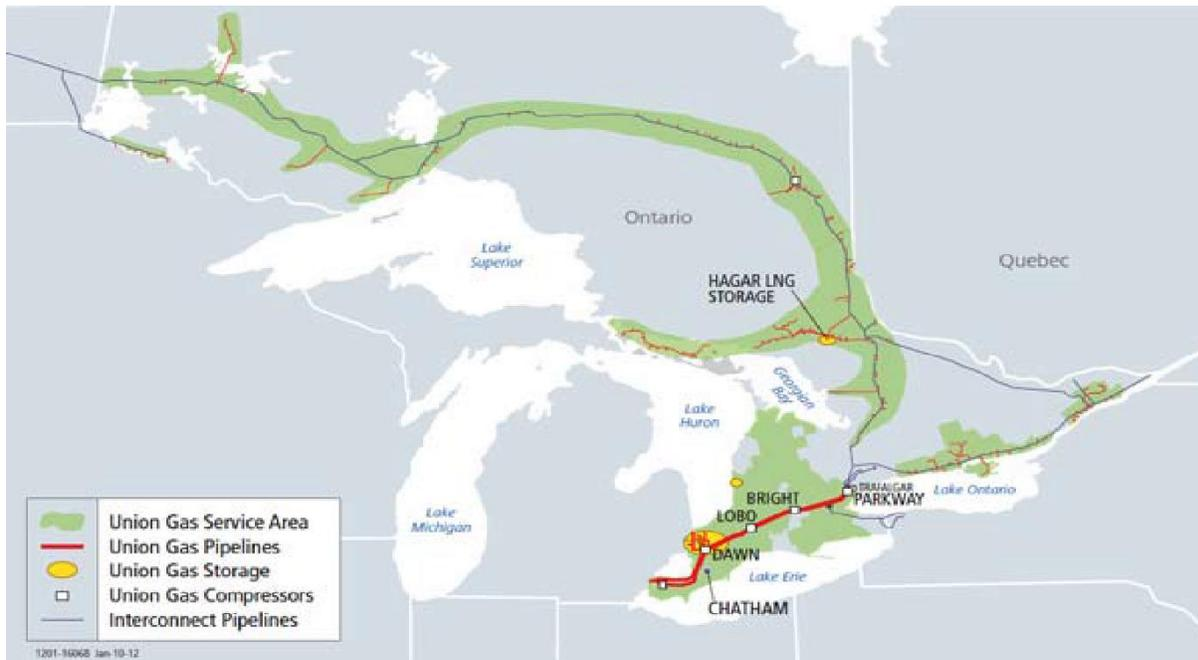 Ontario
Quebec
Lake
Superior
HAGAR LNG
STORAGE
Georgian
Bay
Lake
Huron
Lake
Michigan
BRIGHT
LOBO
DAWN
TRAFALGAR
PARKWAY
Lake Ontario
Lake Erie
CHATHAM
Union Gas Service Area
Union Gas Pipelines
Union Gas Storage
Union Gas Compressors
Interconnect Pipelines
1201-1606B Jan-10-12